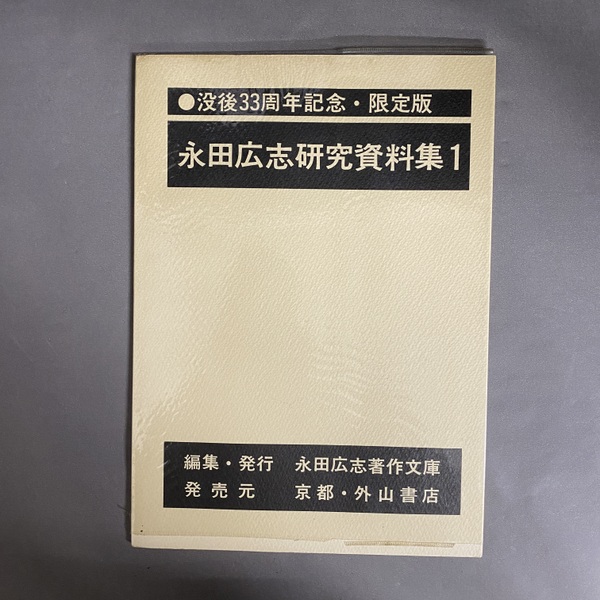 ●没後33周年記念・限定版
永田広志研究資料集1
編集・発行 永田広志著作文庫
発売元 京都・外山書店